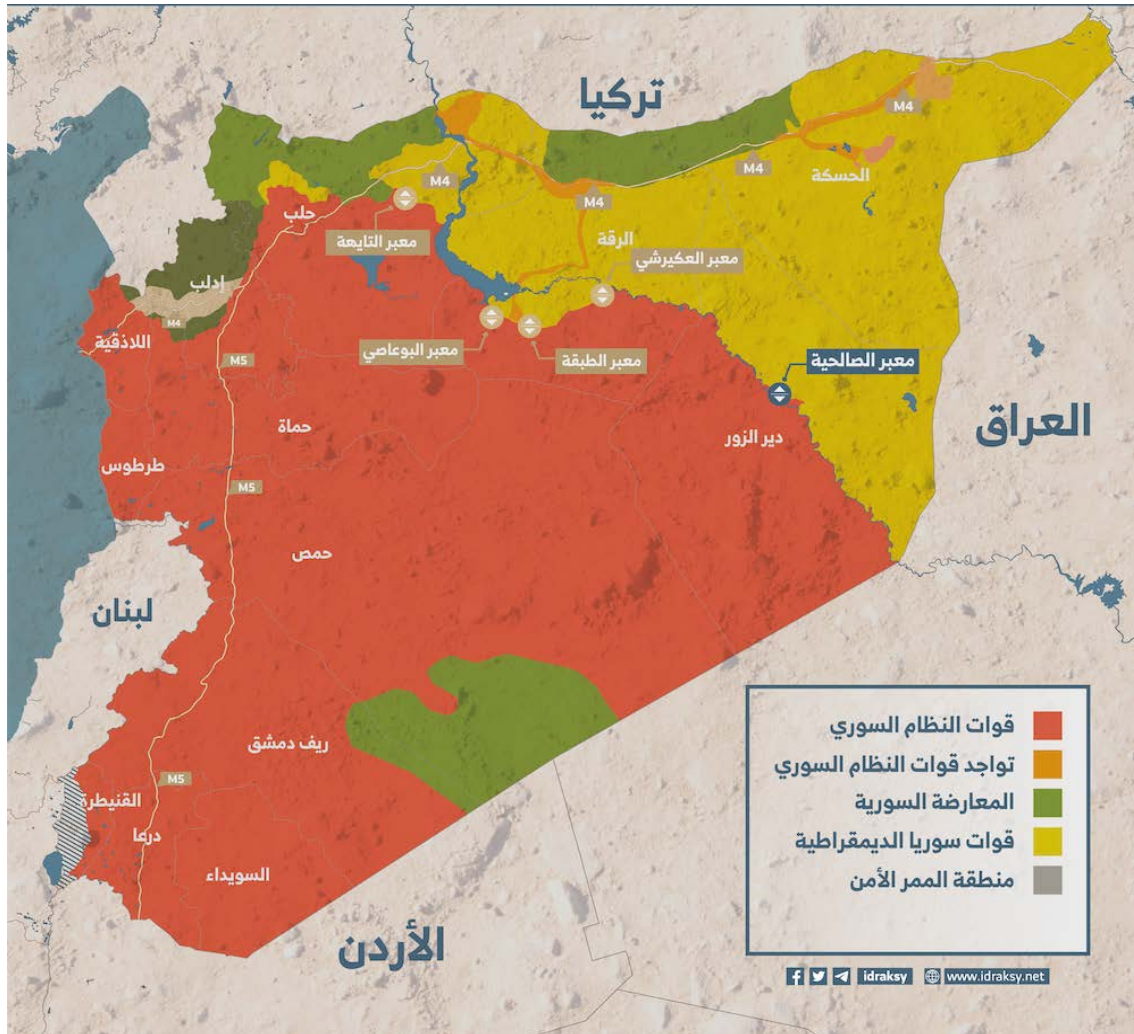 تركيا
M4
M4
الحسكة
M4
M4
حلب
معبر التايهة
الرقة
معبر العكيرشي
إدلب
M4
اللاذقية
M5
معبر البوعاصي
معبر الطبقة
معبر الصالحية
العراق
حماة
دير الزور
طرطوس
M5
حمص
لبنان
ريف دمشق
M5
القنيطرة
درعا
السويداء
الأردن
قوات النظام السوري
تواجد قوات النظام السوري
المعارضة السورية
قوات سوريا الديمقراطية
منطقة الممر الأمن
idraksy www.idraksy.net